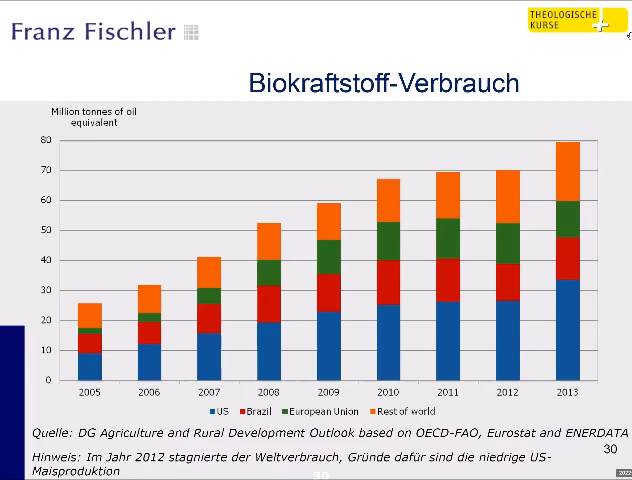 Franz Fischler
THEOLOGISCHE
KURSE
Biokraftstoff-Verbrauch
Million tonnes of oil
equivalent
80
70
60
50
40
30
20
10
0
2005 2006 2007 2008 2009 2010 2011 2012 2013
US Brazil European Union Rest of world
Quelle: DG Agriculture and Rural Development Outlook based on OECD-FAO, Eurostat and ENERDATA
30
Hinweis: Im Jahr 2012 stagnierte der Weltverbrauch, Gründe dafür sind die niedrige US-
Maisproduktion
30
2022